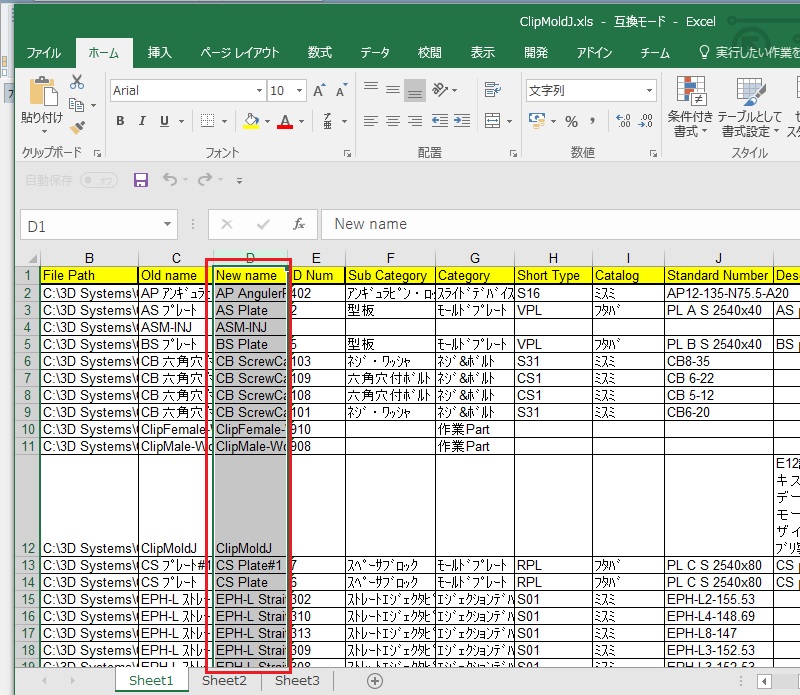 ClipMoldJ.xls - 互換モード - Excel
ファイル ホーム 挿入 ページ レイアウト 数式 データ 校閲 表示 開発 アドイン チーム 実行したい作業を
貼り付け
Arial 10
B I U
文字列
条件付き書式 テーブルとして書式設定
クリップボード フォント 配置 数値 スタイル
自動保存 オフ
D1 fx New name
B C D E F G H I J
1 File Path Old name New name D Num Sub Category Category Short Type Catalog Standard Number Desc
2 C:\3D Systems\ AP ｱﾝｷﾞｭﾗﾋ AP AngularP 402 ｱﾝｷﾞｭﾗﾋﾟﾝ・ロ ｽﾗｲﾄﾞﾃﾞﾊﾞｲｽ S16 ﾐｽﾐ AP12-135-N75.5-A20
3 C:\3D Systems\ AS プレート AS Plate 2 型板 ﾓｰﾙﾄﾞﾌﾟﾚｰﾄ VPL ﾌﾀﾊﾞ PL A S 2540x40 AS
4 C:\3D Systems\ ASM-INJ ASM-INJ
5 C:\3D Systems\ BS プレート BS Plate 型板 ﾓｰﾙﾄﾞﾌﾟﾚｰﾄ VPL ﾌﾀﾊﾞ PL B S 2540x40 BS
6 C:\3D Systems\ CB 六角穴 CB ScrewCa 103 ﾈｼﾞ・ﾜｯｼｬ ﾈｼﾞ&ﾎﾞﾙﾄ S31 ﾐｽﾐ CB8-35
7 C:\3D Systems\ CB 六角穴 CB ScrewCa 109 六角穴付ﾎﾞﾙﾄ ﾈｼﾞ&ﾎﾞﾙﾄ CS1 ﾐｽﾐ CB 6-22
8 C:\3D Systems\ CB 六角穴 CB ScrewCa 108 六角穴付ﾎﾞﾙﾄ ﾈｼﾞ&ﾎﾞﾙﾄ CS1 ﾐｽﾐ CB 5-12
9 C:\3D Systems\ CB 六角穴 CB ScrewCa 101 ﾈｼﾞ・ﾜｯｼｬ ﾈｼﾞ&ﾎﾞﾙﾄ S31 ﾐｽﾐ CB6-20
10 C:\3D Systems\ ClipFemale- ClipFemale- 910 作業Part
11 C:\3D Systems\ ClipMale-Wo ClipMale-Wo 908 作業Part
12 C:\3D Systems\ ClipMoldJ ClipMoldJ
13 C:\3D Systems\ CS プレート#1 CS Plate#1 7 ｽﾍﾟｰｻﾌﾞﾛｯｸ ﾓｰﾙﾄﾞﾌﾟﾚｰﾄ RPL ﾌﾀﾊﾞ PL C S 2540x80 CS
14 C:\3D Systems\ CS プレート CS Plate 6 ｽﾍﾟｰｻﾌﾞﾛｯｸ ﾓｰﾙﾄﾞﾌﾟﾚｰﾄ RPL ﾌﾀﾊﾞ PL C S 2540x80 CS
15 C:\3D Systems\ EPH-L ストレ EPH-L Strai 302 ｽﾄﾚｰﾄｴｼﾞｪｸﾀﾋ ｴｼﾞｪｸｼｮﾝﾃﾞﾊ S01 ﾐｽﾐ EPH-L2-155.53
16 C:\3D Systems\ EPH-L ストレ EPH-L Strai 310 ｽﾄﾚｰﾄｴｼﾞｪｸﾀﾋ ｴｼﾞｪｸｼｮﾝﾃﾞﾊ S01 ﾐｽﾐ EPH-L4-148.69
17 C:\3D Systems\ EPH-L ストレ EPH-L Strai 313 ｽﾄﾚｰﾄｴｼﾞｪｸﾀﾋ ｴｼﾞｪｸｼｮﾝﾃﾞﾊ S01 ﾐｽﾐ EPH-L8-147
18 C:\3D Systems\ EPH-L ストレ EPH-L Strai 309 ｽﾄﾚｰﾄｴｼﾞｪｸﾀﾋ ｴｼﾞｪｸｼｮﾝﾃﾞﾊ S01 ﾐｽﾐ EPH-L3-152.53
Sheet1 Sheet2 Sheet3